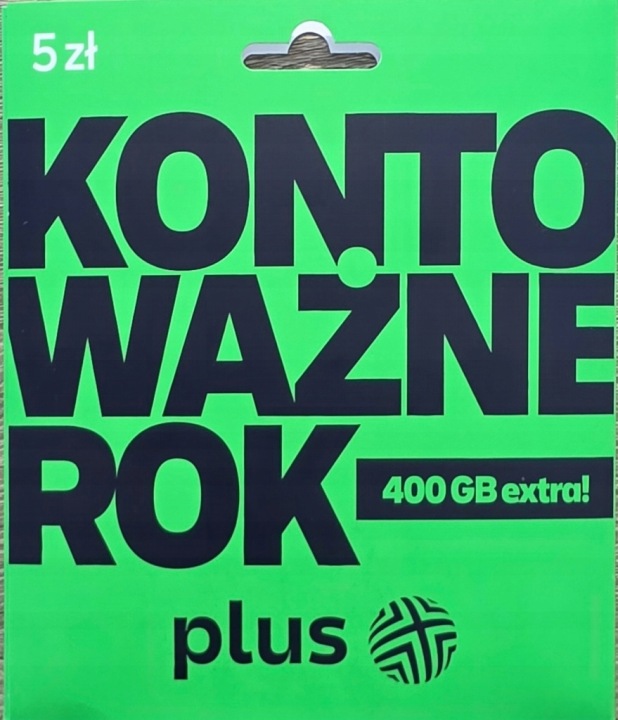 5 zł
KONTO
WAŻNE
ROK
400 GB extra!
plus